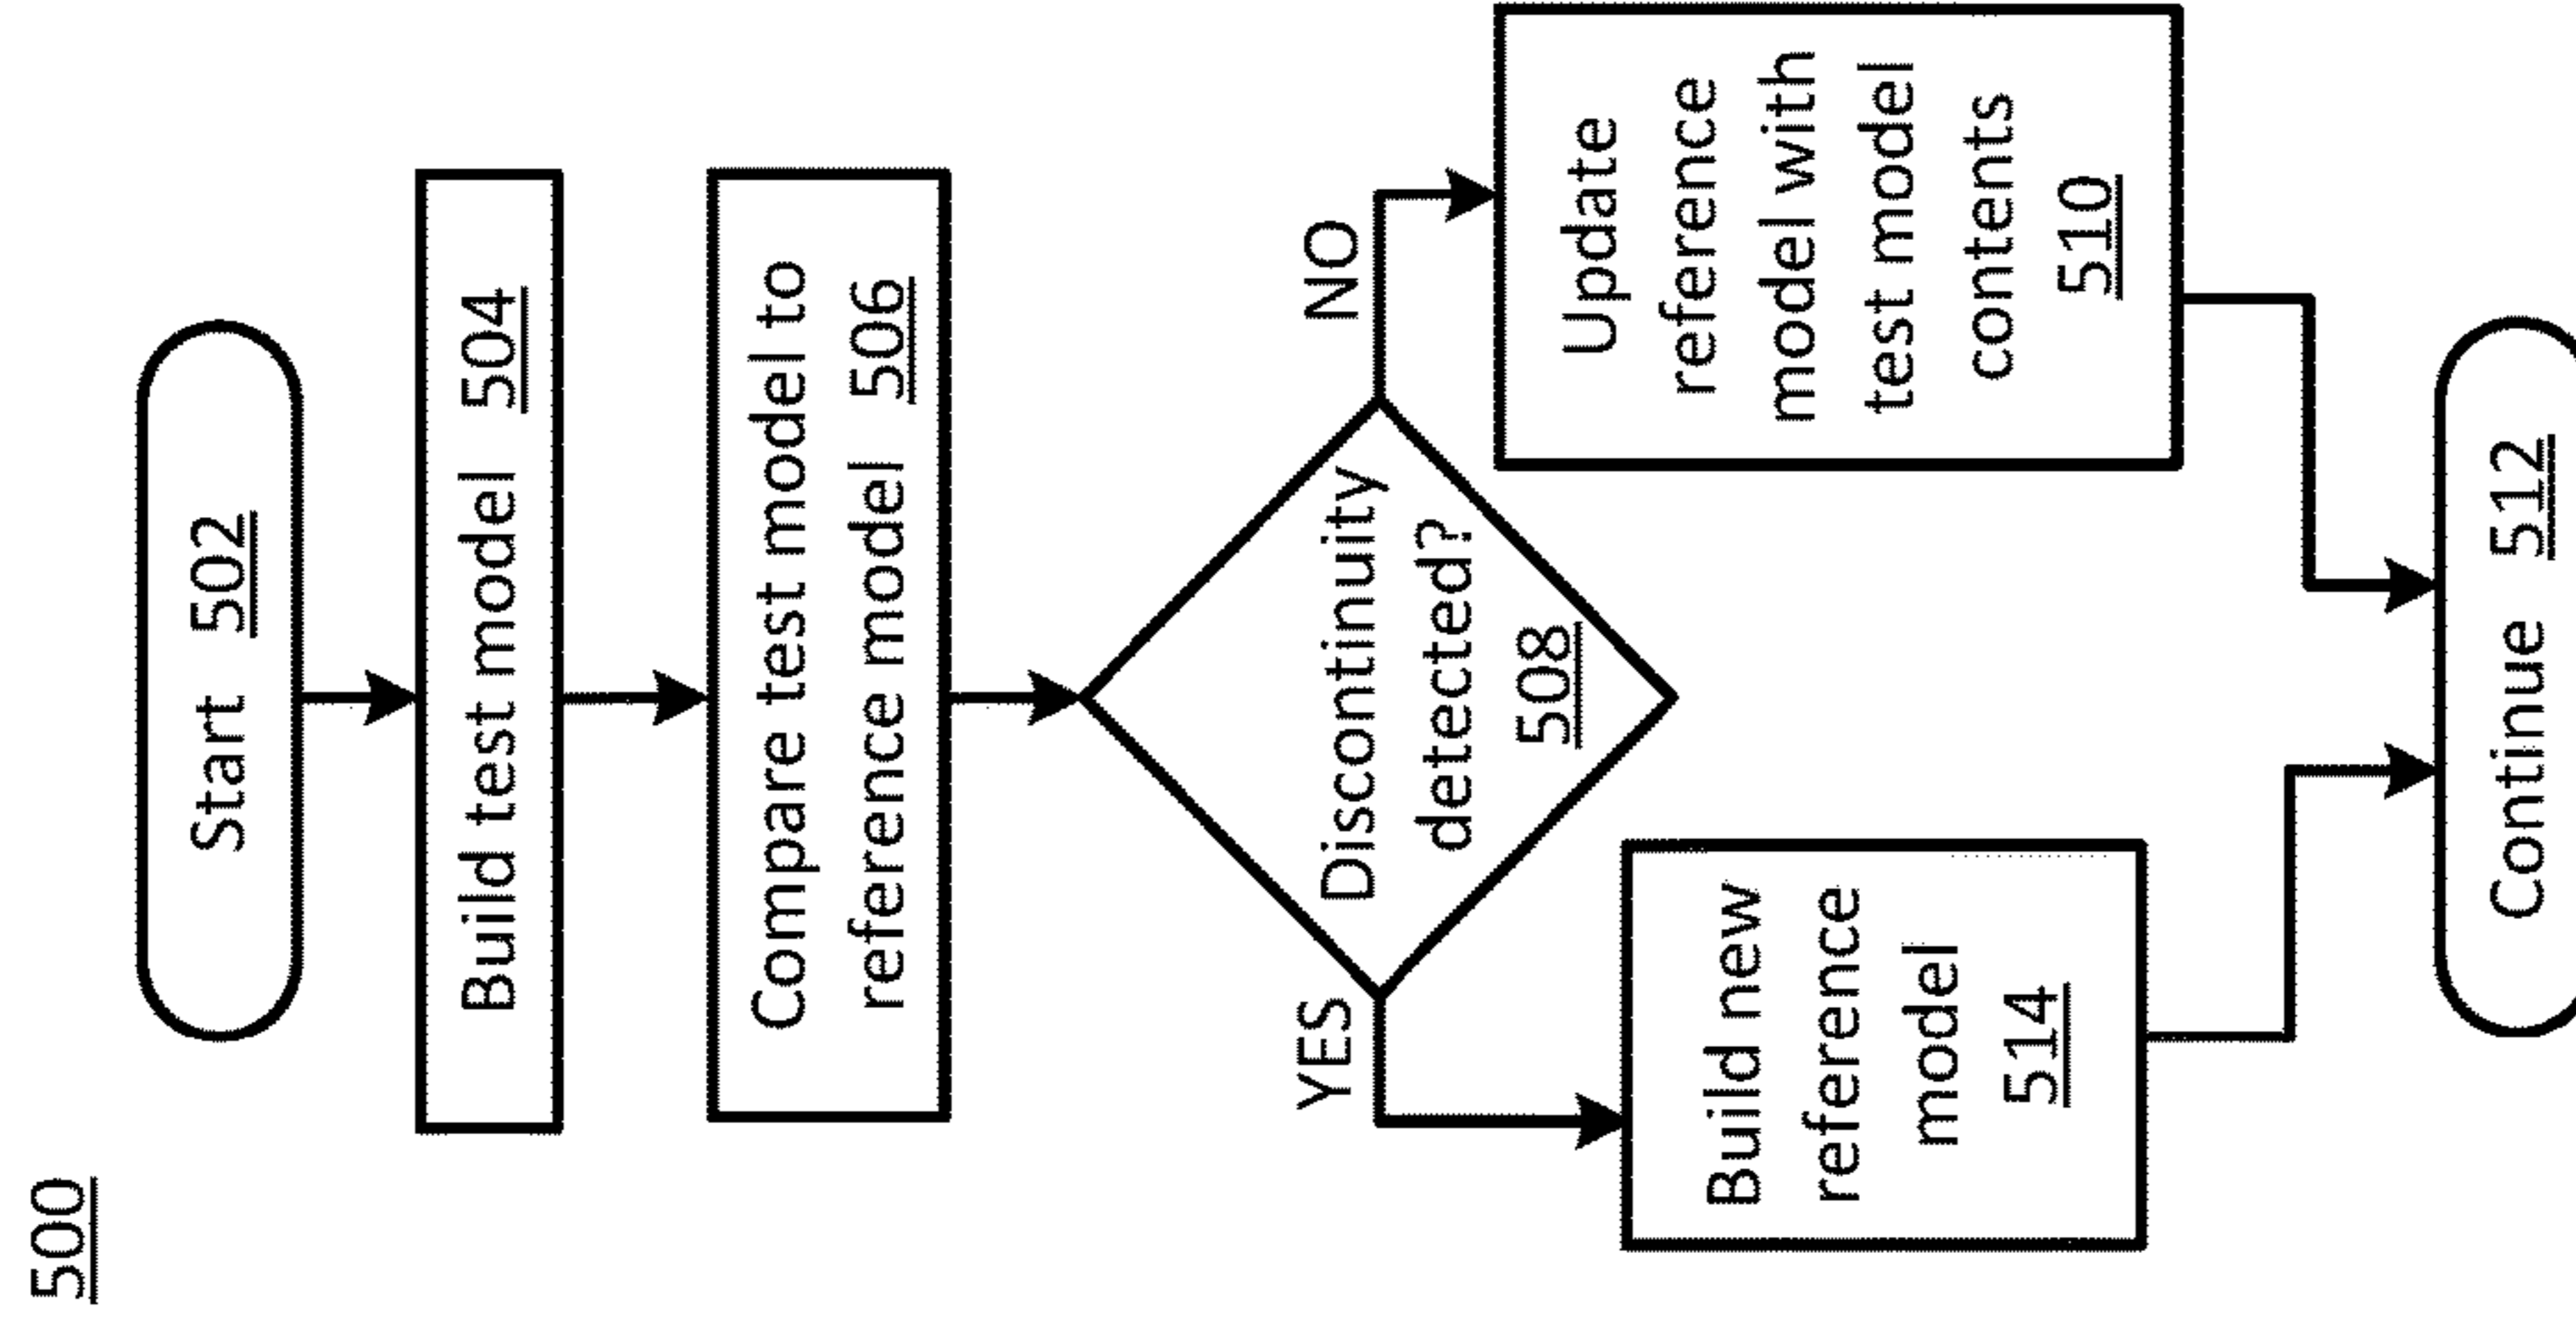 500
Start 502
Build test model 504
Compare test model to
reference model 506
Discontinuity
detected?
508
YES
NO
Build new
reference
model
514
Update
reference
model with
test model
contents
510
Continue 512